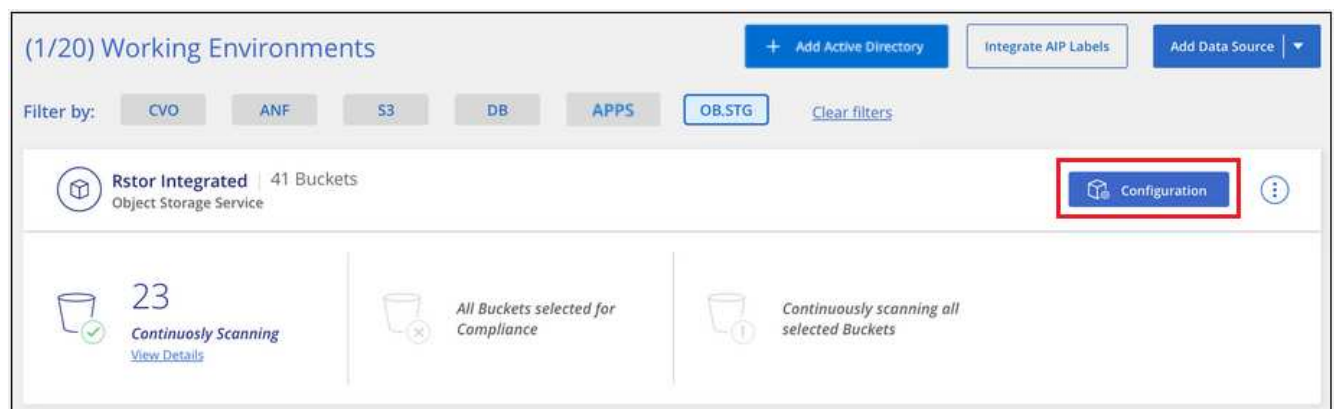 (1/20) Working Environments
+ Add Active Directory
Integrate AIP Labels
Add Data Source
Filter by:
CVO
ANF
S3
DB
APPS
OB.STG
Clear filters
Rstor Integrated | 41 Buckets
Object Storage Service
Configuration
23
Continuosly Scanning
View Details
All Buckets selected for
Compliance
Continuously scanning all
selected Buckets